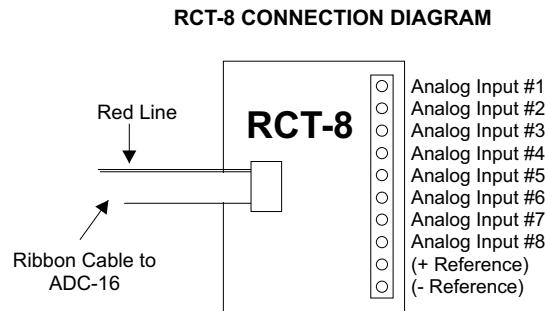 RCT-8 CONNECTION DIAGRAM
Red Line
RCT-8
Ribbon Cable to
ADC-16
Analog Input #1
Analog Input #2
Analog Input #3
Analog Input #4
Analog Input #5
Analog Input #6
Analog Input #7
Analog Input #8
(+ Reference)
(- Reference)